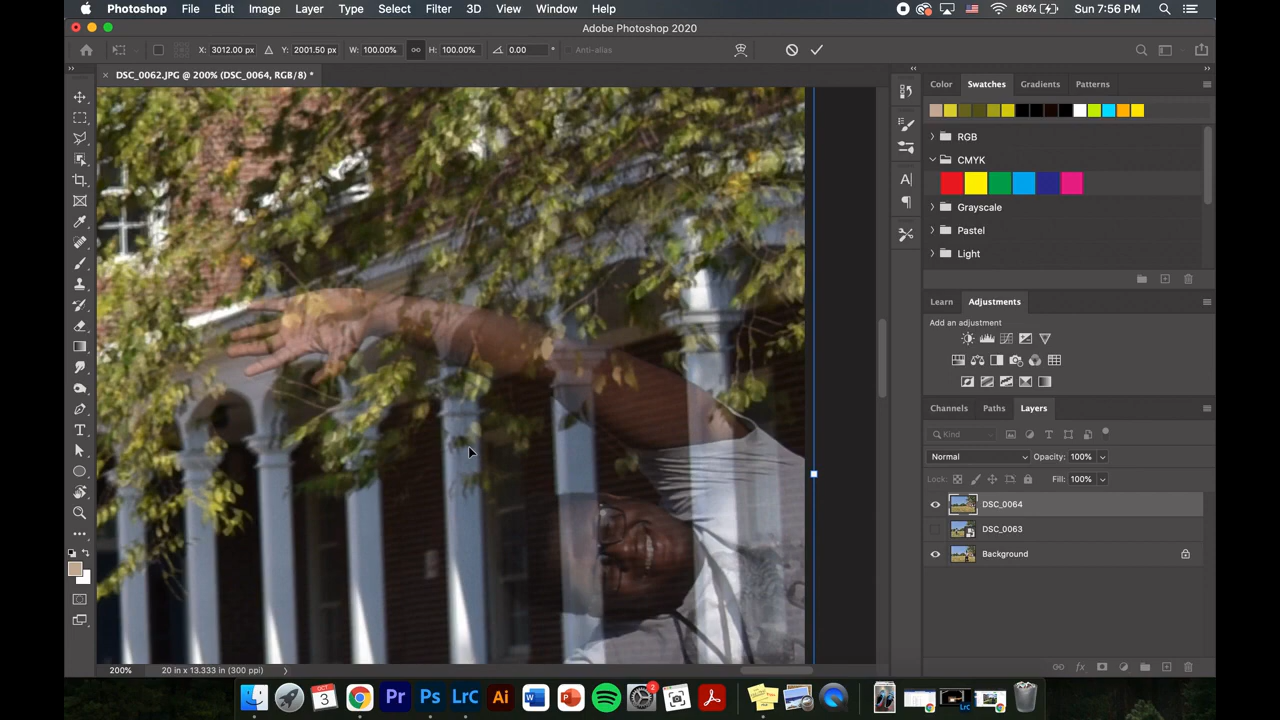 Photoshop File Edit Image Layer Type Select Filter 3D View Window Help 86% Sun 7:56 PM
Adobe Photoshop 2020
X: 3012.00 px Y: 2001.50 px W: 100.00% H: 100.00% 0.00 ° Anti-alias
× DSC_0062.JPG @ 200% (DSC_0064, RGB/8) *
Color Swatches Gradients Patterns
RGB
CMYK
Grayscale
Pastel
Light
Learn Adjustments
Add an adjustment
Channels Paths Layers
Kind
Normal Opacity: 100%
Lock: Fill: 100%
DSC_0064
DSC_0063
Background
200% 20 in x 13.333 in (300 ppi)
OCT
3 Pr Ps LrC Ai W P 2
LrC